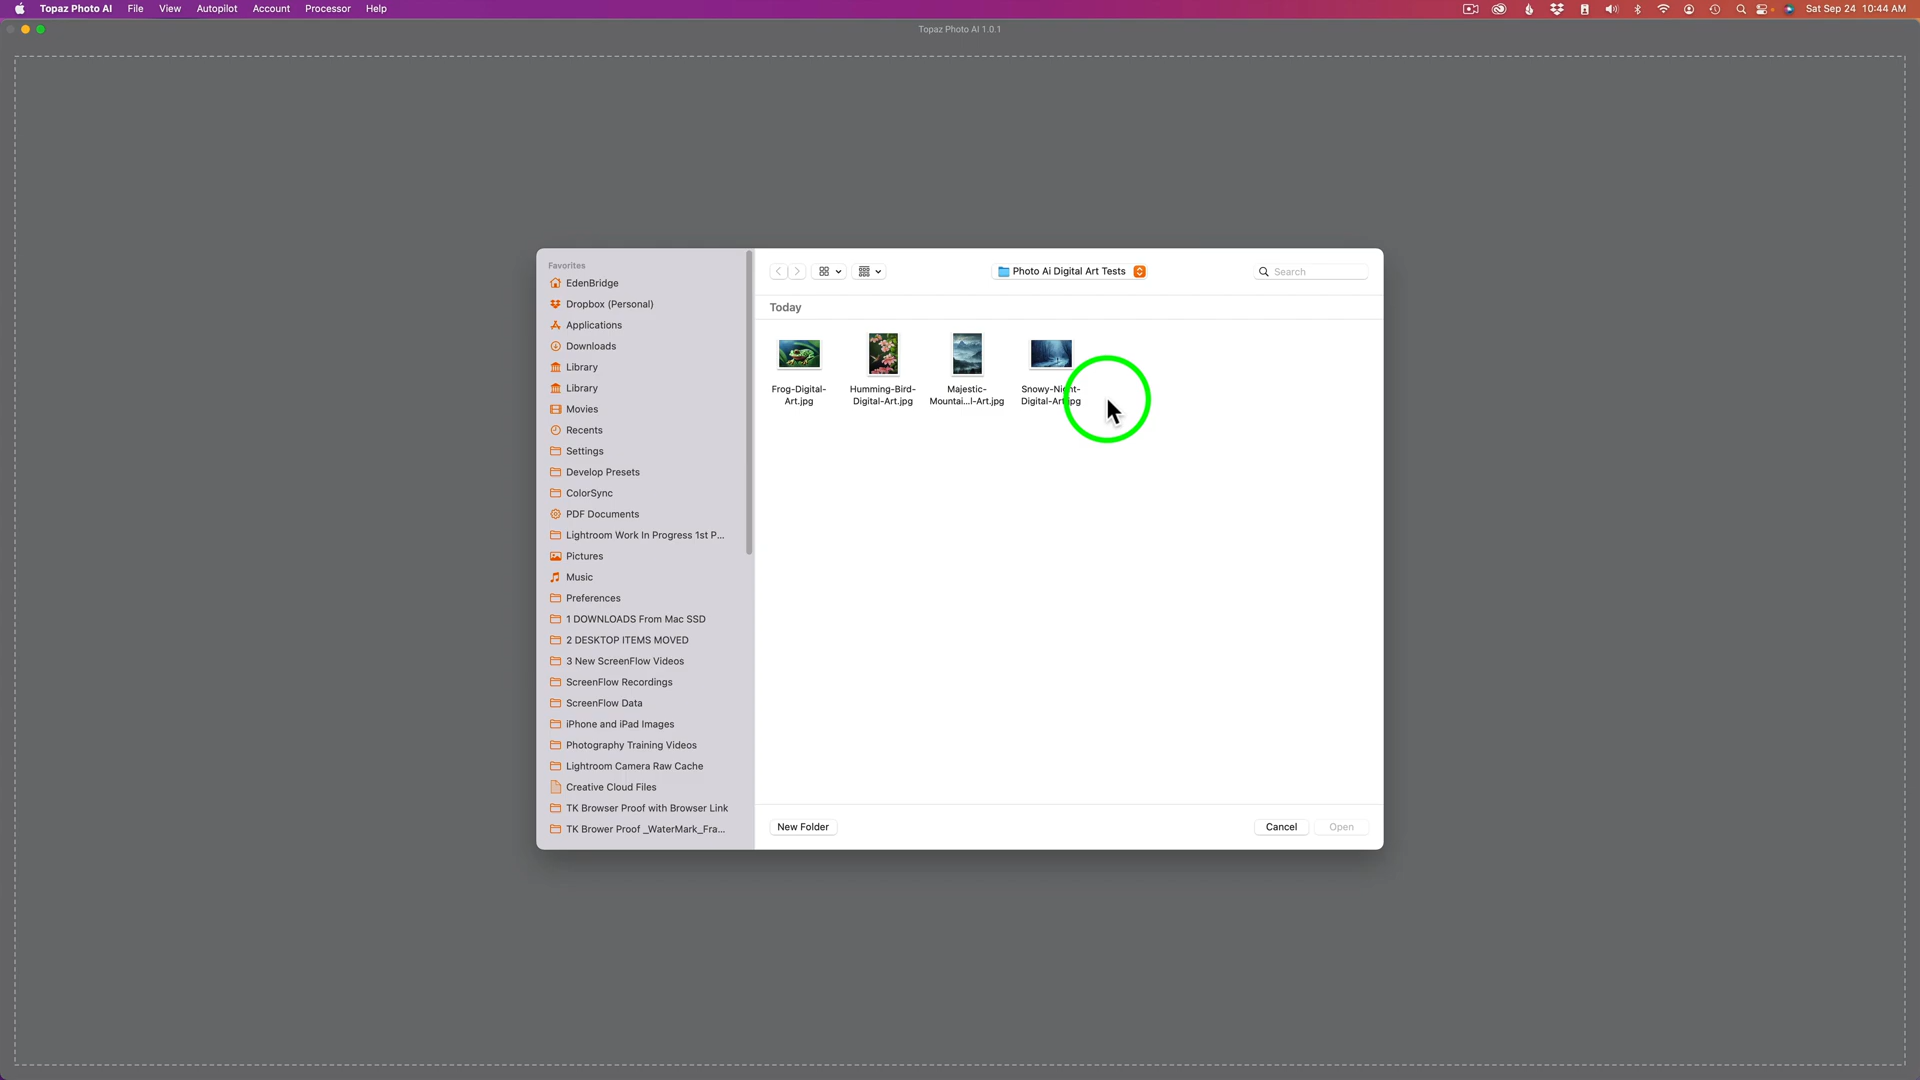 Topaz Photo AI File View Autopilot Account Processor Help Sat Sep 24 10:44 AM
Topaz Photo AI 1.0.1
Favorites
EdenBridge
Dropbox (Personal)
Applications
Downloads
Library
Library
Movies
Recents
Settings
Develop Presets
ColorSync
PDF Documents
Lightroom Work In Progress 1st P...
Pictures
Music
Preferences
1 DOWNLOADS From Mac SSD
2 DESKTOP ITEMS MOVED
3 New ScreenFlow Videos
ScreenFlow Recordings
ScreenFlow Data
iPhone and iPad Images
Photography Training Videos
Lightroom Camera Raw Cache
Creative Cloud Files
TK Browser Proof with Browser Link
TK Brower Proof _WaterMark_Fra...
Photo Ai Digital Art Tests
Search
Today
Frog-Digital-
Art.jpg
Humming-Bird-
Digital-Art.jpg
Majestic-
Mountai...l-Art.jpg
Snowy-Night-
Digital-Art.jpg
New Folder
Cancel
Open